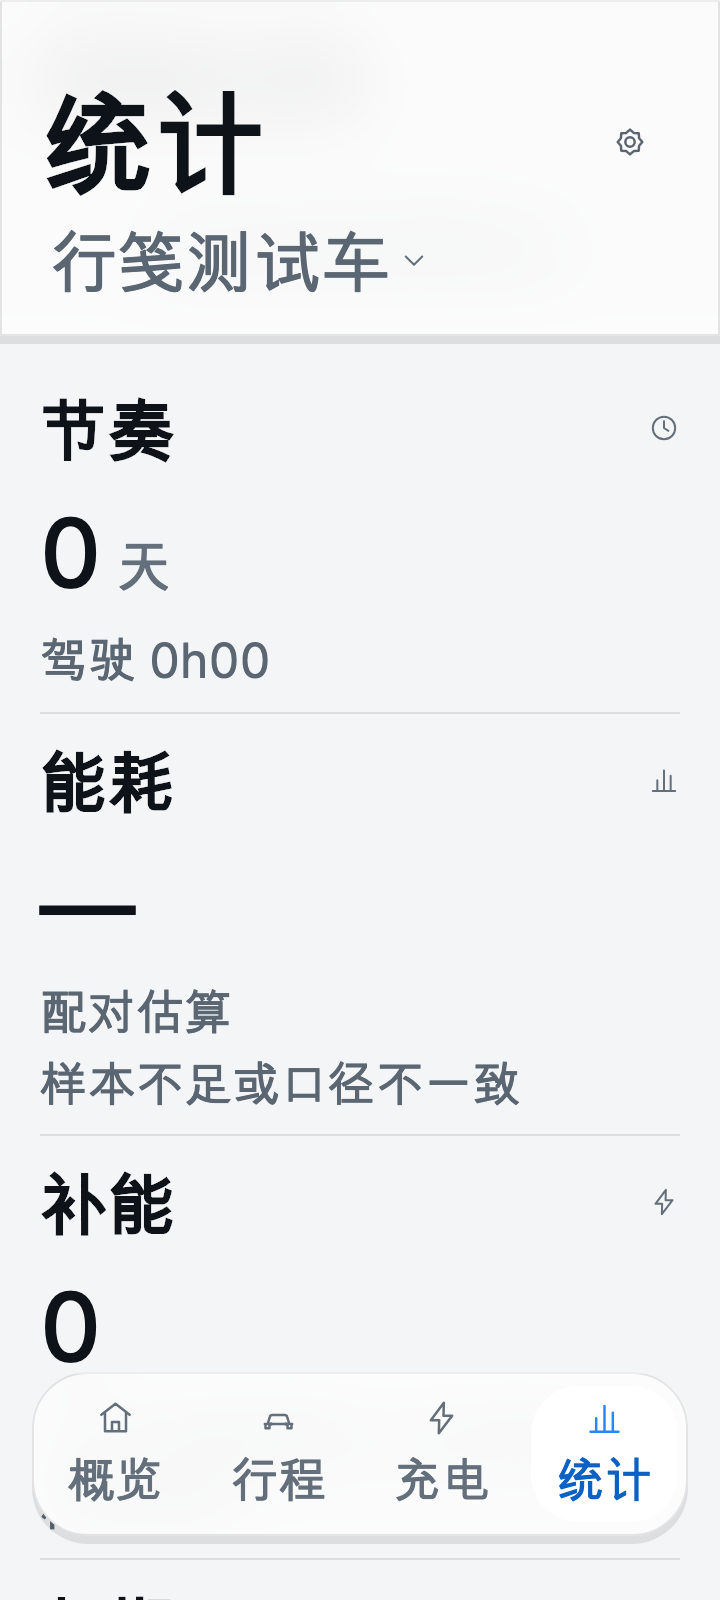 统计
行笺测试车
节奏
0 天
驾驶 0h00
能耗
—
配对估算
样本不足或口径不一致
补能
0
概览
行程
充电
统计